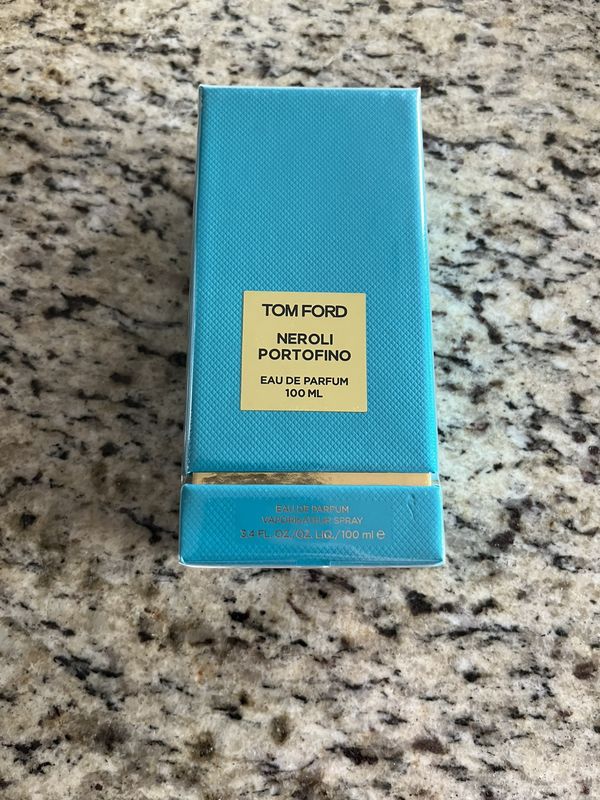 TOM FORD
NEROLI
PORTOFINO
EAU DE PARFUM
100 ML
EAU DE PARFUM
VAPORISATEUR SPRAY
3.4 FL. OZ./OZ. LIQ./100 ml ℮